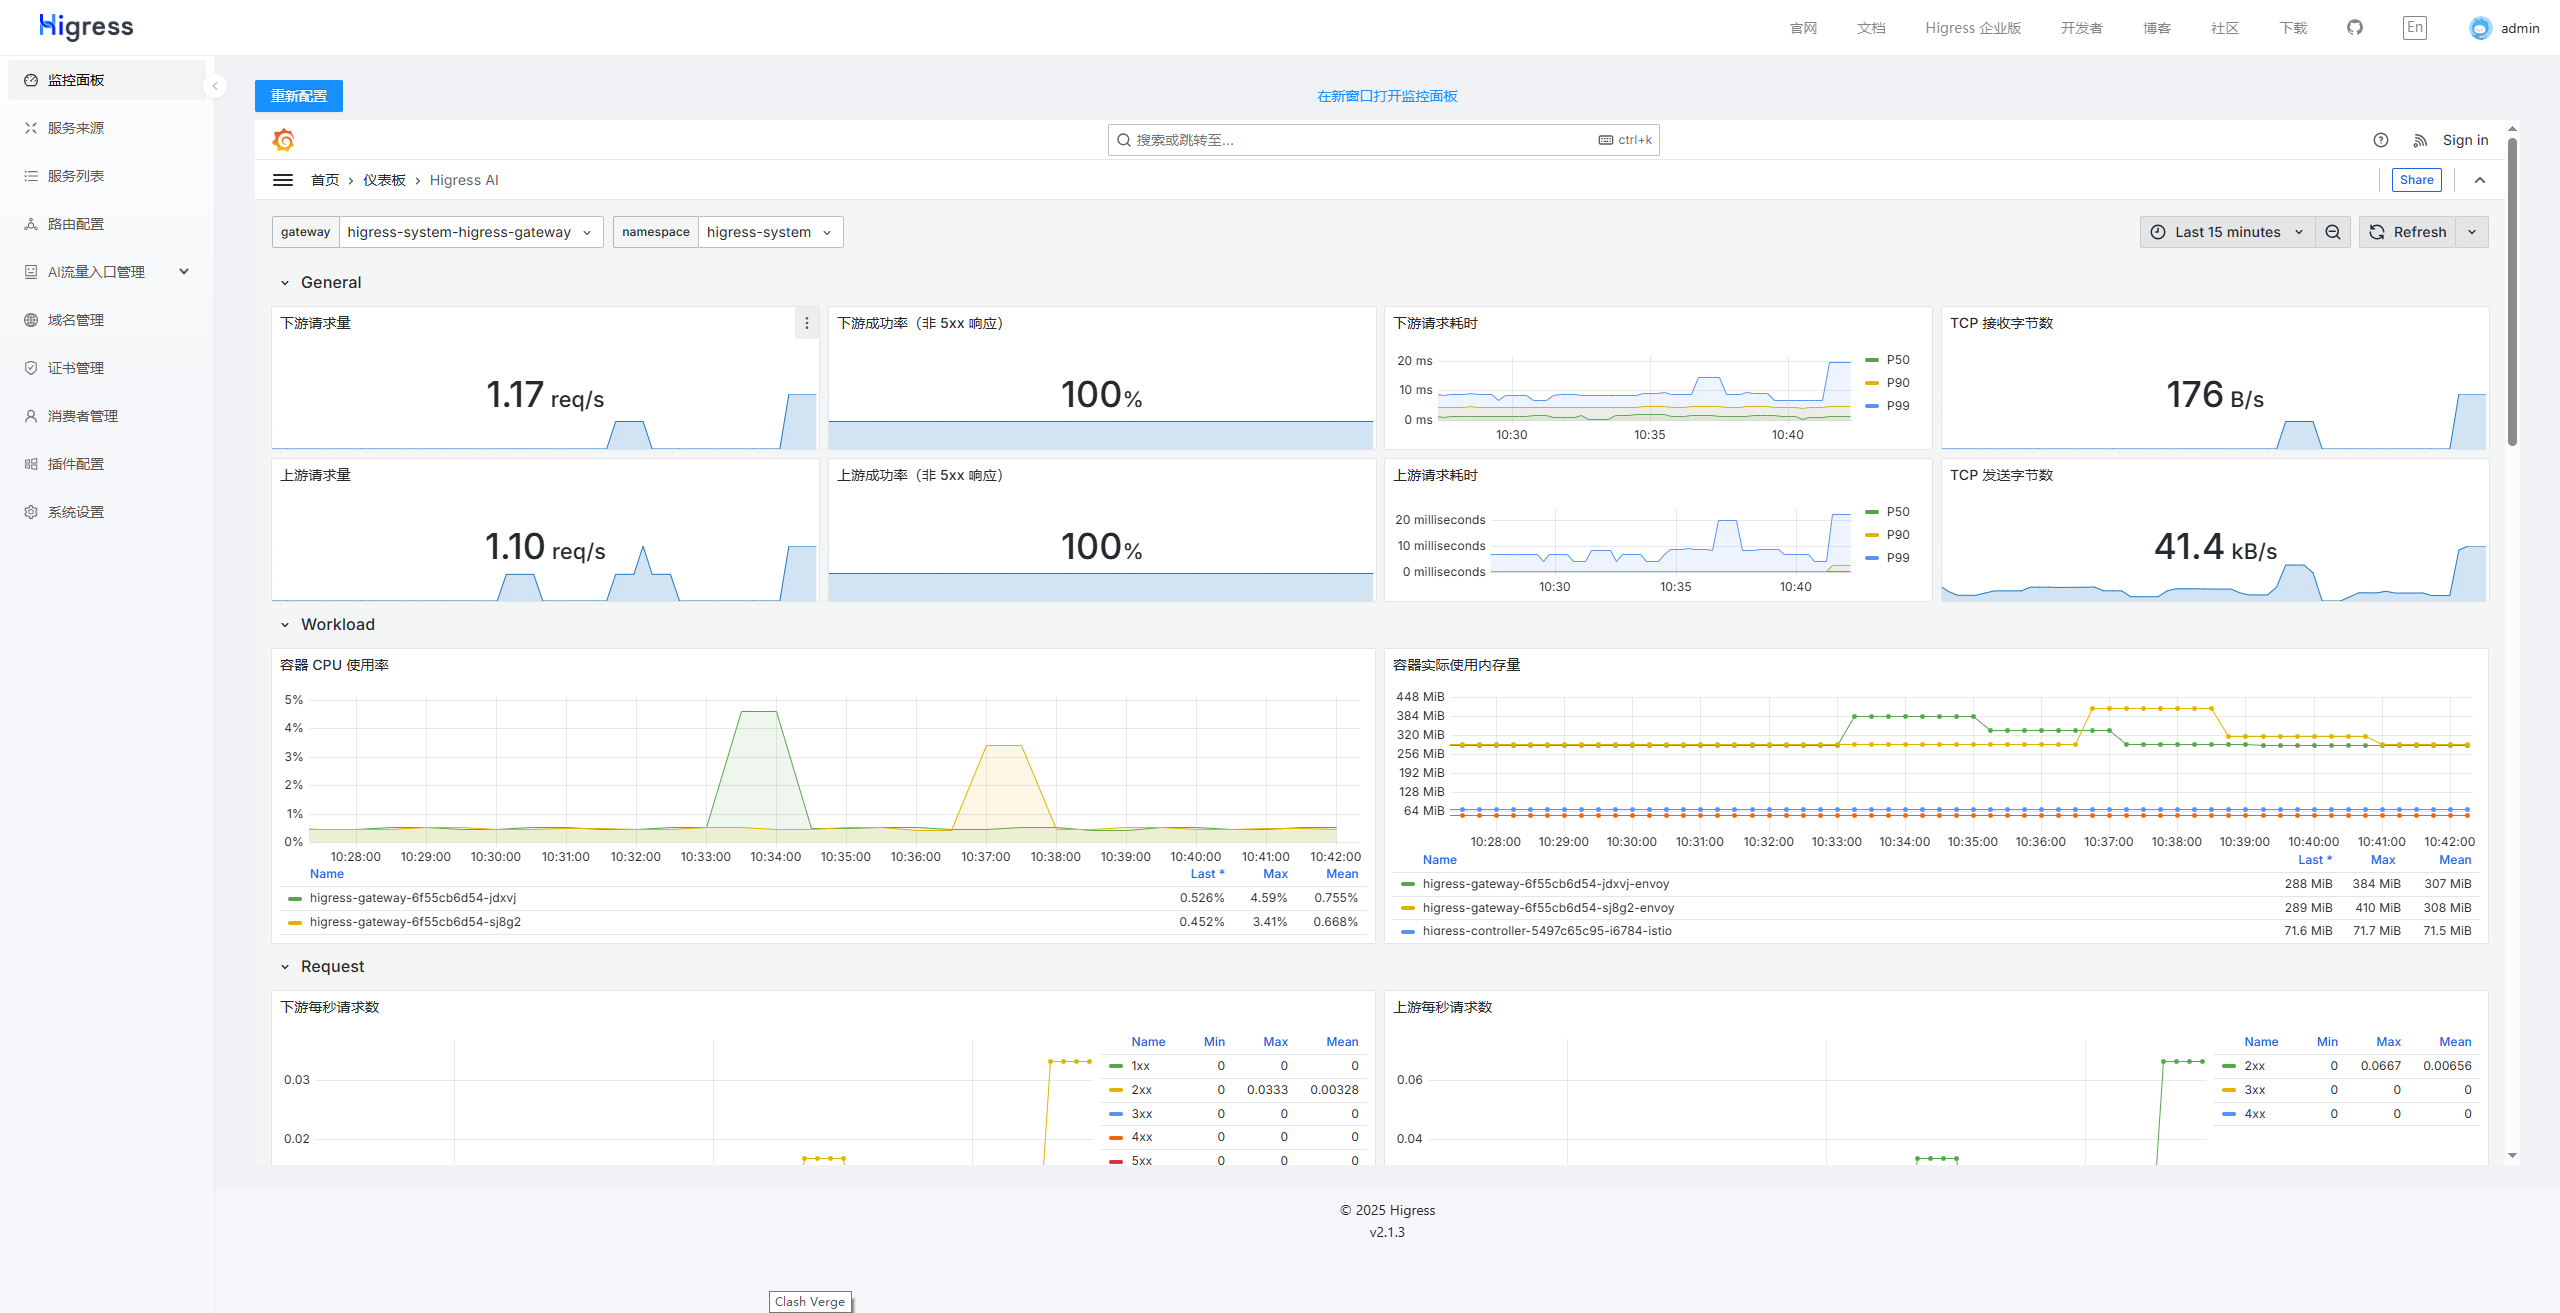 Higress
官网 文档 Higress 企业版 开发者 博客 社区 下载 En admin
监控面板
服务来源
服务列表
路由配置
AI流量入口管理
域名管理
证书管理
消费者管理
插件配置
系统设置
重新配置 在新窗口打开监控面板
搜索或跳转至... ctrl+k Sign in
首页 › 仪表板 › Higress AI Share
gateway higress-system-higress-gateway namespace higress-system Last 15 minutes Refresh
General
下游请求量
1.17 req/s
下游成功率（非 5xx 响应）
100%
下游请求耗时
20 ms
10 ms
0 ms
10:30 10:35 10:40
P50
P90
P99
TCP 接收字节数
176 B/s
上游请求量
1.10 req/s
上游成功率（非 5xx 响应）
100%
上游请求耗时
20 milliseconds
10 milliseconds
0 milliseconds
10:30 10:35 10:40
P50
P90
P99
TCP 发送字节数
41.4 kB/s
Workload
容器 CPU 使用率
5%
4%
3%
2%
1%
0%
10:28:00 10:29:00 10:30:00 10:31:00 10:32:00 10:33:00 10:34:00 10:35:00 10:36:00 10:37:00 10:38:00 10:39:00 10:40:00 10:41:00 10:42:00
Name Last * Max Mean
higress-gateway-6f55cb6d54-jdxvj 0.526% 4.59% 0.755%
higress-gateway-6f55cb6d54-sj8g2 0.452% 3.41% 0.668%
容器实际使用内存量
448 MiB
384 MiB
320 MiB
256 MiB
192 MiB
128 MiB
64 MiB
10:28:00 10:29:00 10:30:00 10:31:00 10:32:00 10:33:00 10:34:00 10:35:00 10:36:00 10:37:00 10:38:00 10:39:00 10:40:00 10:41:00 10:42:00
Name Last * Max Mean
higress-gateway-6f55cb6d54-jdxvj-envoy 288 MiB 384 MiB 307 MiB
higress-gateway-6f55cb6d54-sj8g2-envoy 289 MiB 410 MiB 308 MiB
higress-controller-5497c65c95-j6784-istio 71.6 MiB 71.7 MiB 71.5 MiB
Request
下游每秒请求数
0.03
0.02
Name Min Max Mean
1xx 0 0 0
2xx 0 0.0333 0.00328
3xx 0 0 0
4xx 0 0 0
5xx 0 0 0
上游每秒请求数
0.06
0.04
Name Min Max Mean
2xx 0 0.0667 0.00656
3xx 0 0 0
4xx 0 0 0
© 2025 Higress
v2.1.3
Clash Verge